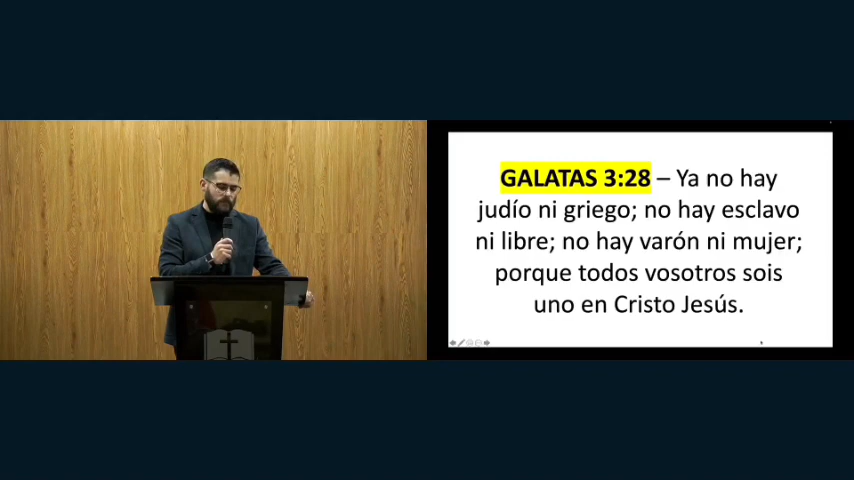 GALATAS 3:28 – Ya no hay
judío ni griego; no hay esclavo
ni libre; no hay varón ni mujer;
porque todos vosotros sois
uno en Cristo Jesús.